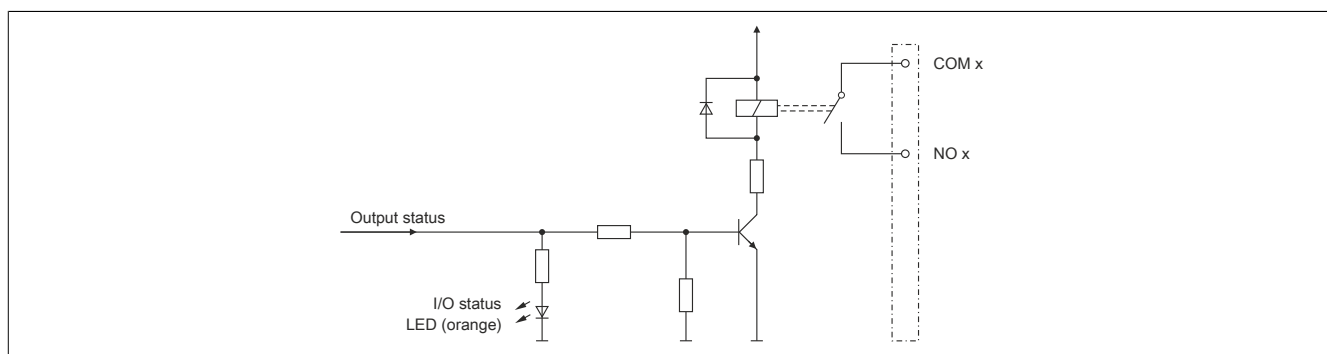 COM x
NO x
Output status
I/O status
LED (orange)